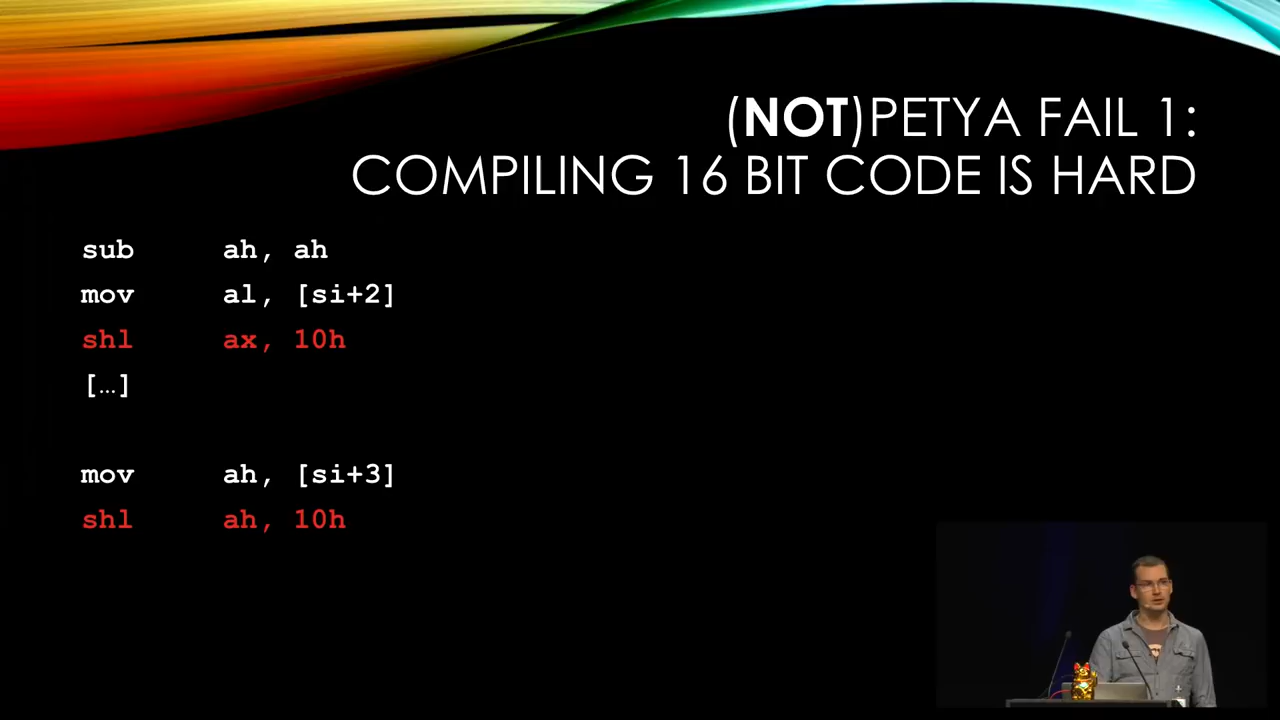 (NOT)PETYA FAIL 1:
COMPILING 16 BIT CODE IS HARD
sub ah, ah
mov al, [si+2]
shl ax, 10h
[…]
mov ah, [si+3]
shl ah, 10h